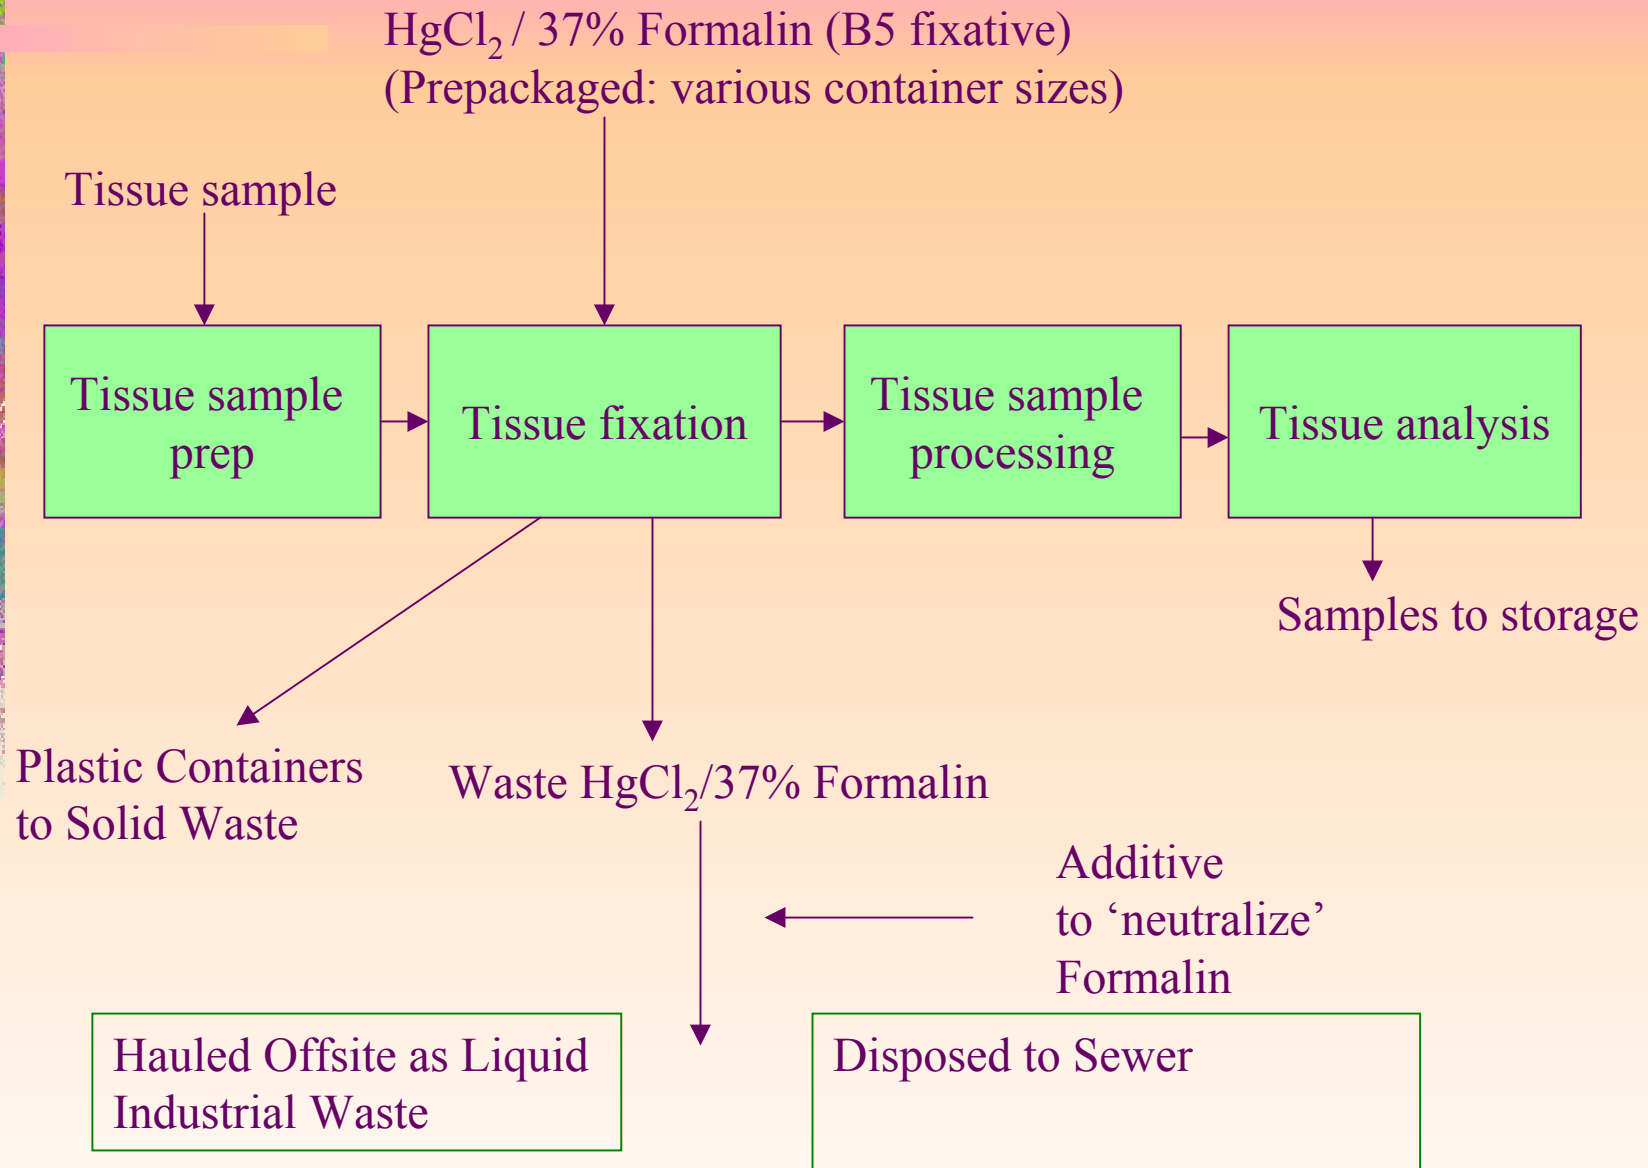 HgCl₂ / 37% Formalin (B5 fixative)
(Prepackaged: various container sizes)
Tissue sample
Tissue sample
prep
Tissue fixation
Tissue sample
processing
Tissue analysis
Samples to storage
Plastic Containers
to Solid Waste
Waste HgCl₂/37% Formalin
Additive
to ‘neutralize’
Formalin
Hauled Offsite as Liquid
Industrial Waste
Disposed to Sewer